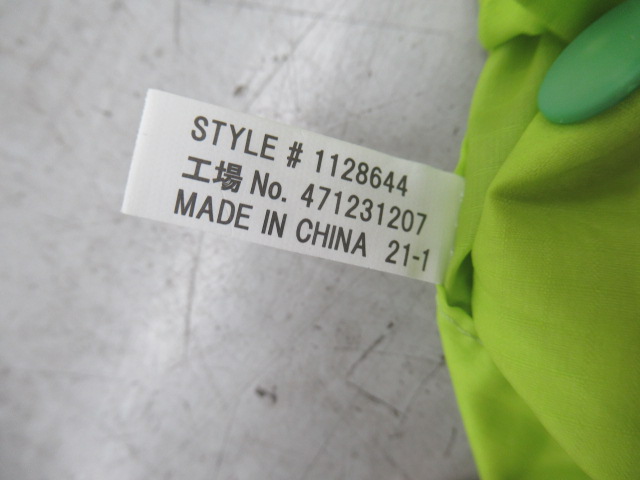 STYLE # 1128644
工場 No. 471231207
MADE IN CHINA 21-1